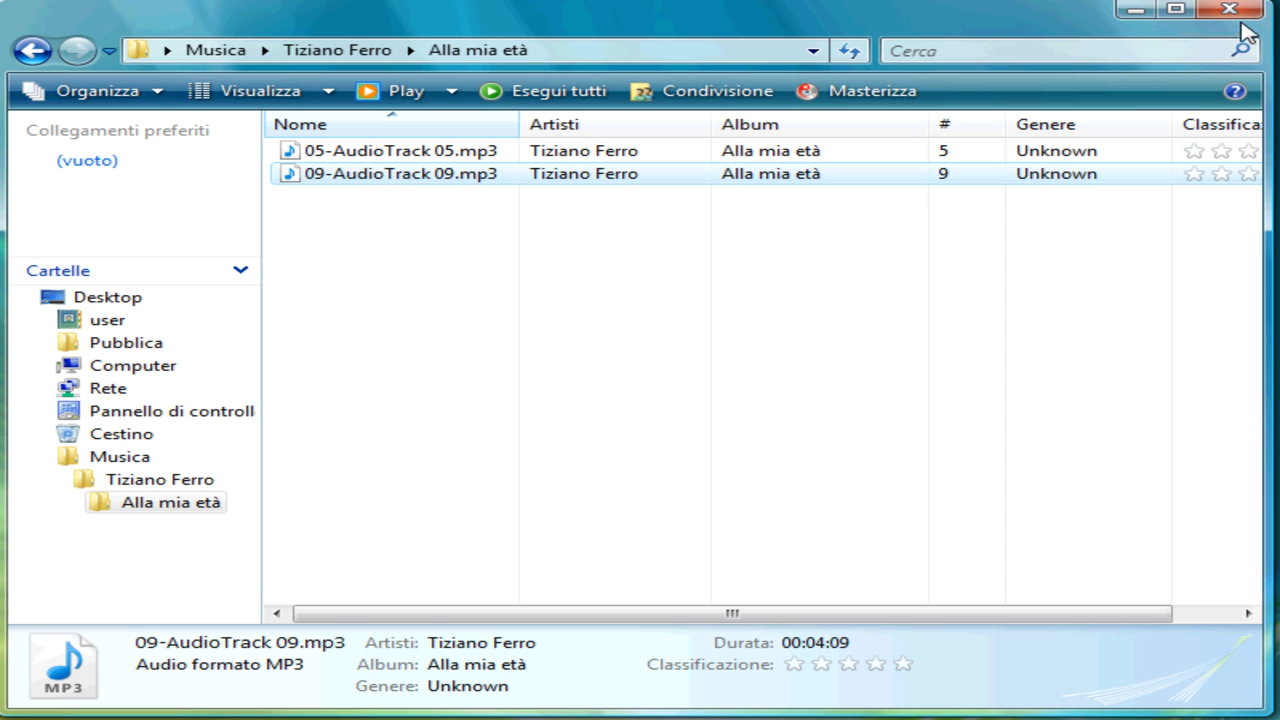 Musica Tiziano Ferro Alla mia età
Cerca
Organizza Visualizza Play Esegui tutti Condivisione Masterizza
Collegamenti preferiti
(vuoto)
Cartelle
Desktop
user
Pubblica
Computer
Rete
Pannello di controll
Cestino
Musica
Tiziano Ferro
Alla mia età
Nome Artisti Album # Genere Classifica
05-AudioTrack 05.mp3 Tiziano Ferro Alla mia età 5 Unknown
09-AudioTrack 09.mp3 Tiziano Ferro Alla mia età 9 Unknown
MP3
09-AudioTrack 09.mp3 Artisti: Tiziano Ferro Durata: 00:04:09
Audio formato MP3 Album: Alla mia età Classificazione:
Genere: Unknown